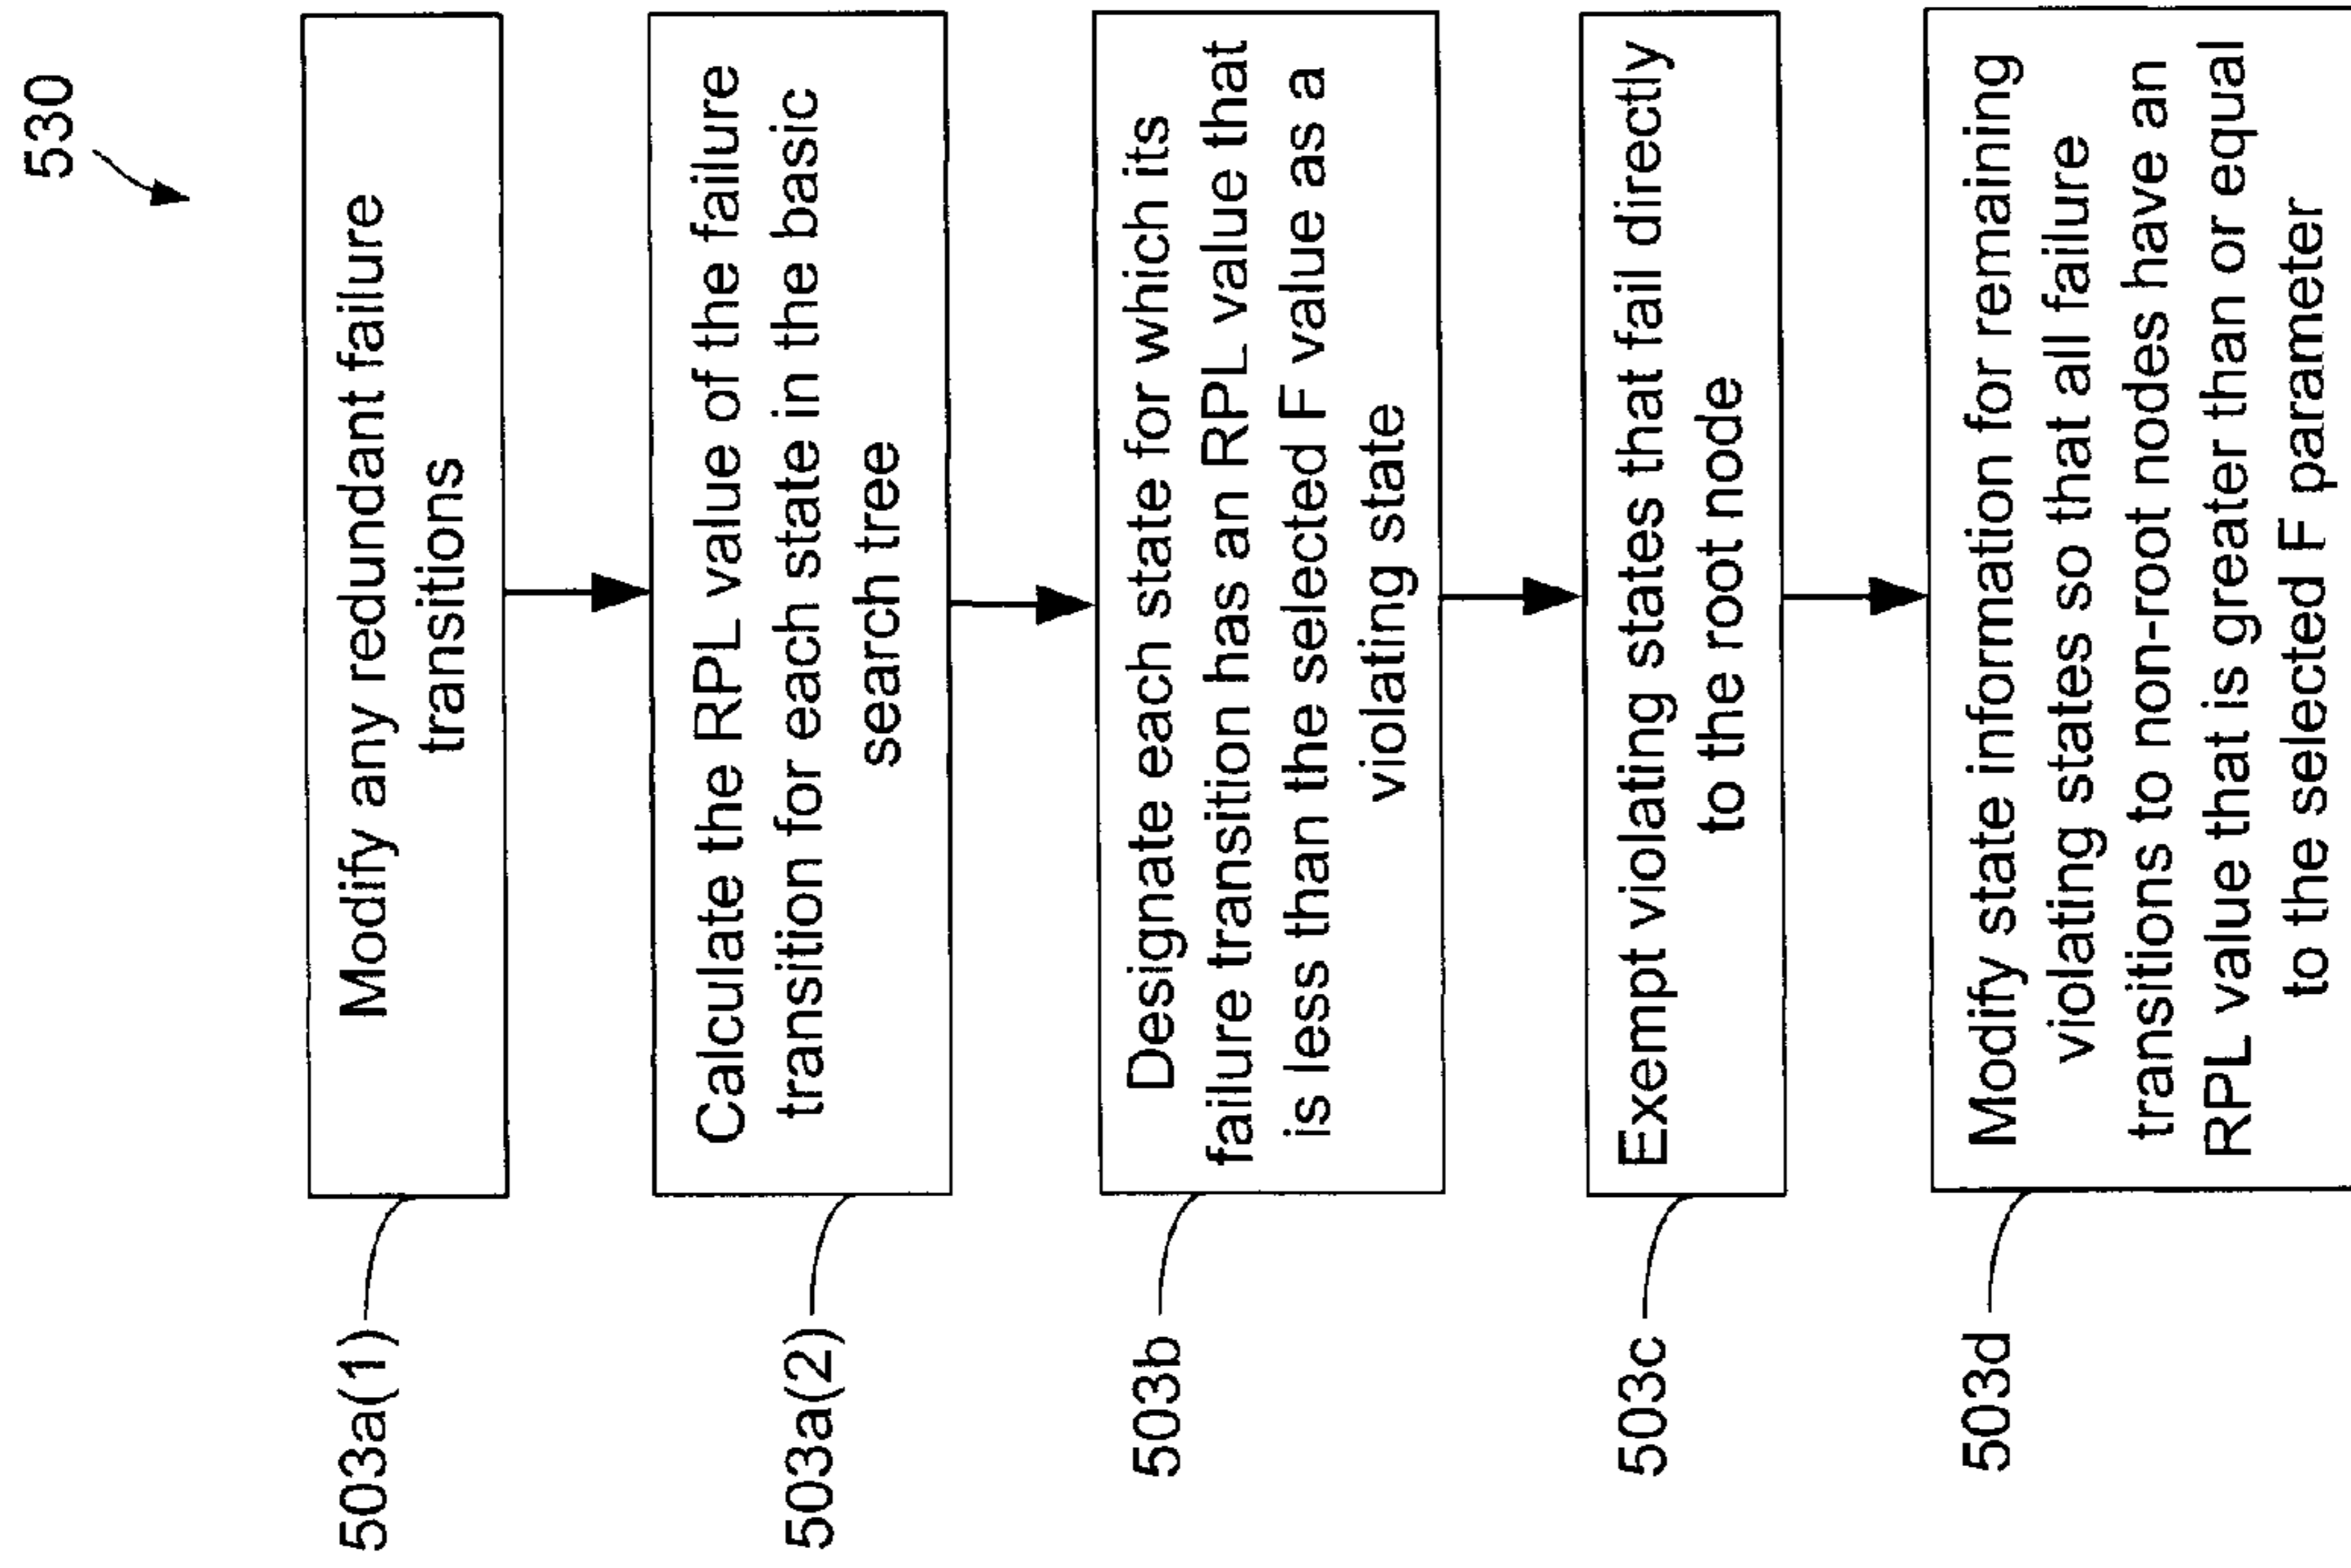 530
503a(1)
Modify any redundant failure
transitions
503a(2)
Calculate the RPL value of the failure
transition for each state in the basic
search tree
503b
Designate each state for which its
failure transition has an RPL value that
is less than the selected F value as a
violating state
503c
Exempt violating states that fail directly
to the root node
503d
Modify state information for remaining
violating states so that all failure
transitions to non-root nodes have an
RPL value that is greater than or equal
to the selected F parameter